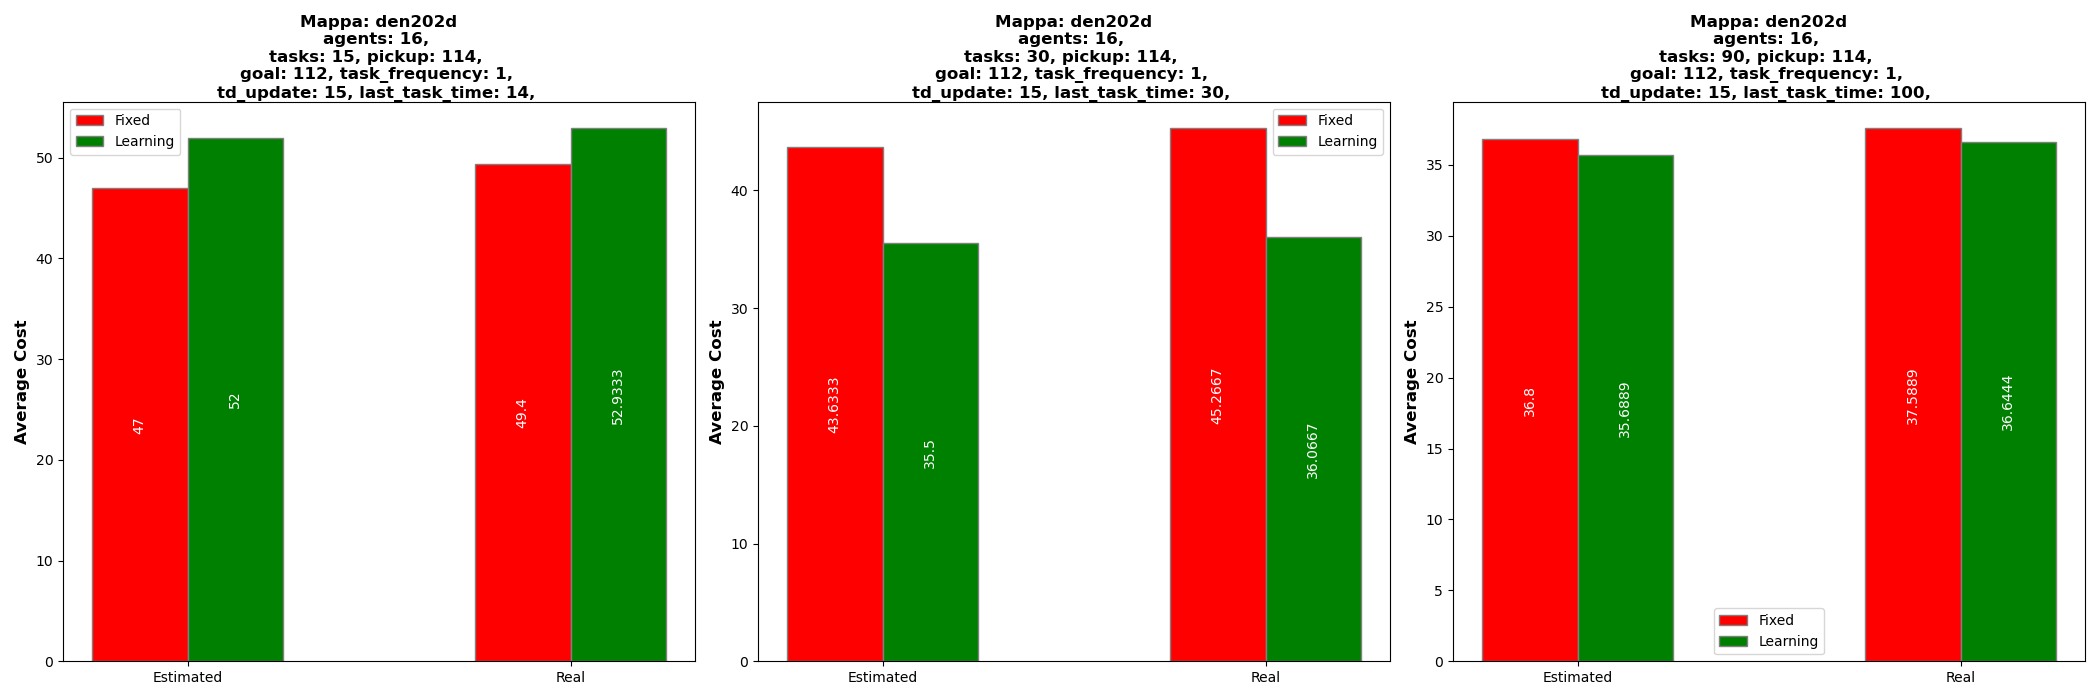 Mappa: den202d
agents: 16,
tasks: 15, pickup: 114,
goal: 112, task_frequency: 1,
td_update: 15, last_task_time: 14,
Fixed
Learning
50
40
30
20
10
0
Average Cost
47
52
49.4
52.9333
Estimated
Real
Mappa: den202d
agents: 16,
tasks: 30, pickup: 114,
goal: 112, task_frequency: 1,
td_update: 15, last_task_time: 30,
Fixed
Learning
40
30
20
10
0
Average Cost
43.6333
35.5
45.2667
36.0667
Estimated
Real
Mappa: den202d
agents: 16,
tasks: 90, pickup: 114,
goal: 112, task_frequency: 1,
td_update: 15, last_task_time: 100,
35
30
25
20
15
10
5
0
Average Cost
36.8
35.6889
37.5889
36.6444
Fixed
Learning
Estimated
Real